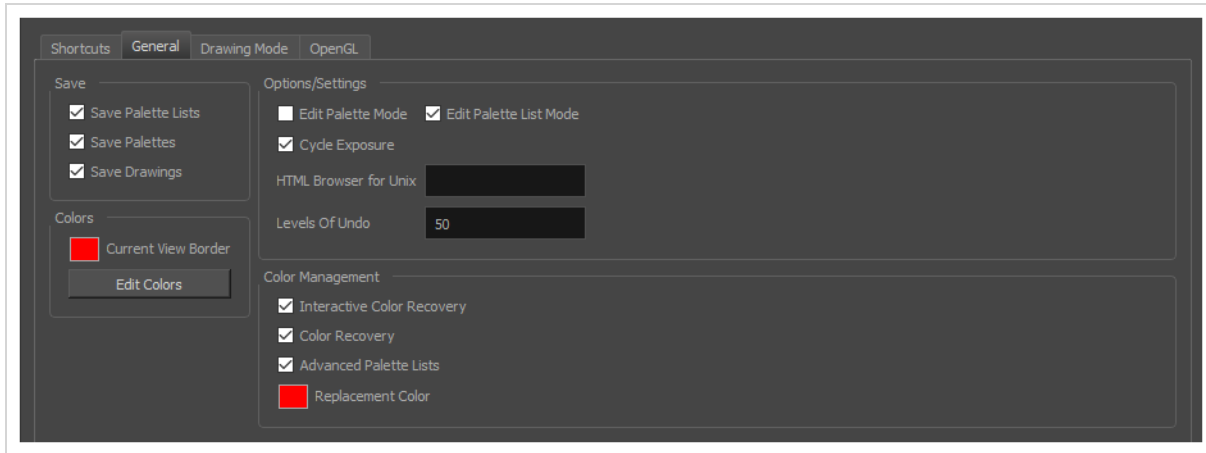 Shortcuts General Drawing Mode OpenGL
Save
Save Palette Lists
Save Palettes
Save Drawings
Colors
Current View Border
Edit Colors
Options/Settings
Edit Palette Mode Edit Palette List Mode
Cycle Exposure
HTML Browser for Unix
Levels Of Undo 50
Color Management
Interactive Color Recovery
Color Recovery
Advanced Palette Lists
Replacement Color